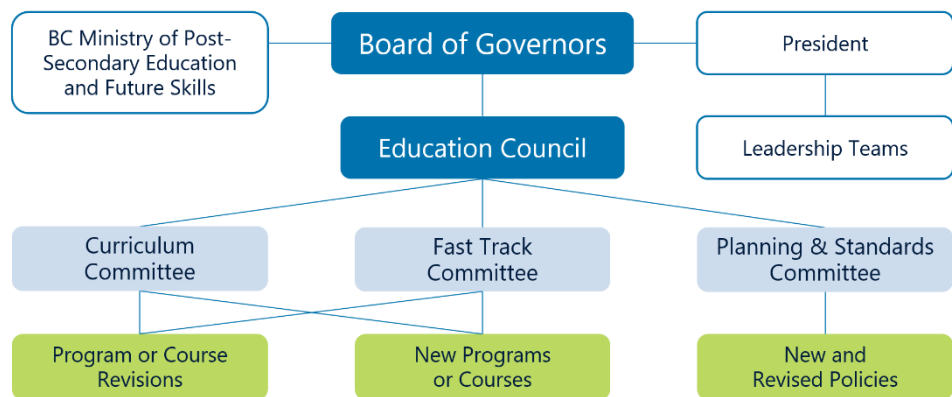 BC Ministry of Post-
Secondary Education
and Future Skills
Board of Governors
President
Education Council
Leadership Teams
Curriculum
Committee
Fast Track
Committee
Planning & Standards
Committee
Program or Course
Revisions
New Programs
or Courses
New and
Revised Policies